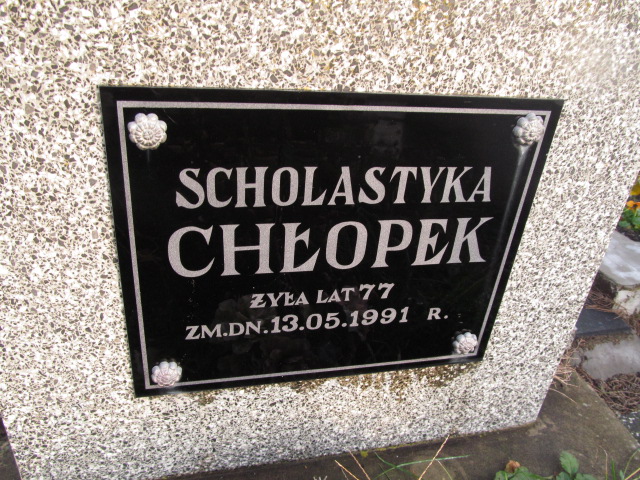 SCHOLASTYKA
CHŁOPEK
ŻYŁA LAT 77
ZM.DN.13.05.1991 R.